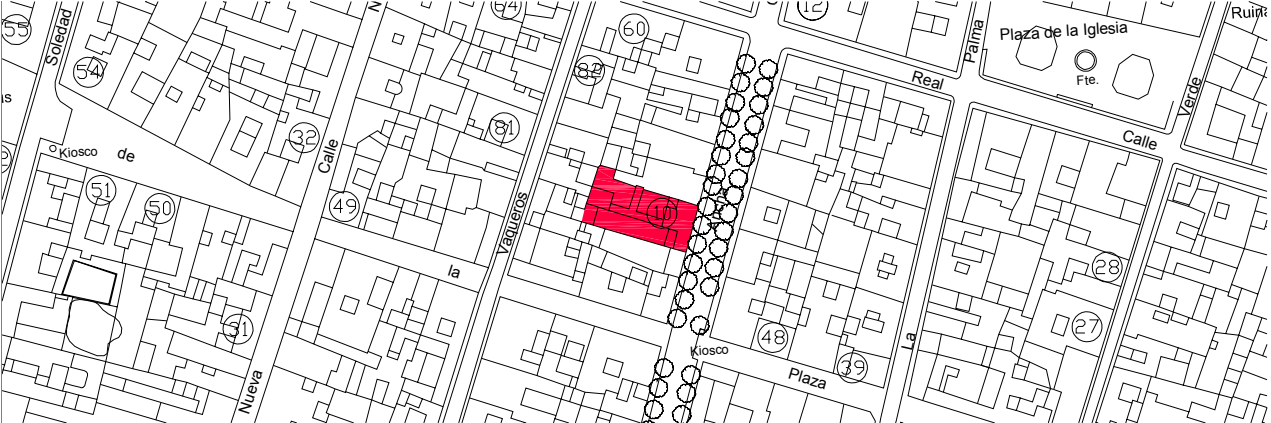 55
Soledad
54
64
60
12
Palma
Plaza de la Iglesia
Fte.
Ruina
82
Real
Verde
Calle
as
Kiosco
de
32
Calle
81
51
50
49
Vaqueros
10
la
28
31
27
48
Kiosco
39
La
Plaza
Nueva